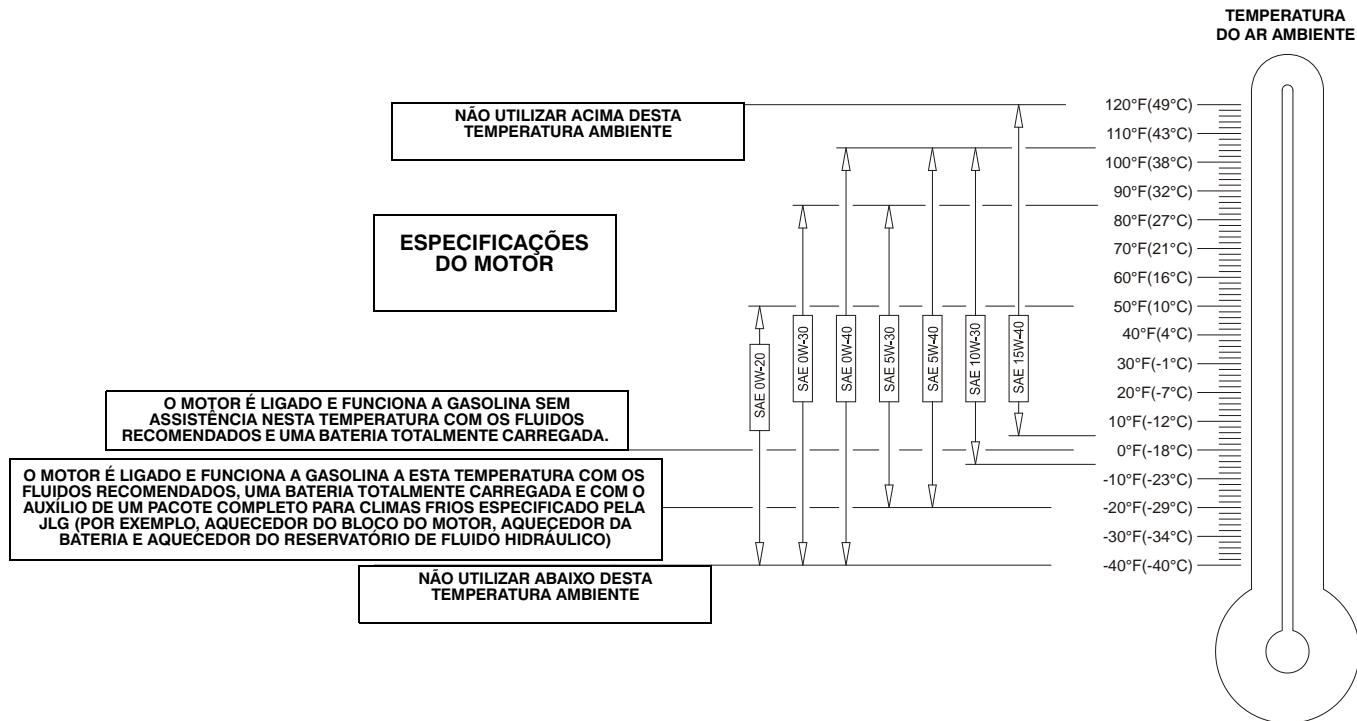 TEMPERATURA
DO AR AMBIENTE
NÃO UTILIZAR ACIMA DESTA
TEMPERATURA AMBIENTE
ESPECIFICAÇÕES
DO MOTOR
O MOTOR É LIGADO E FUNCIONA A GASOLINA SEM
ASSISTÊNCIA NESTA TEMPERATURA COM OS FLUIDOS
RECOMENDADOS E UMA BATERIA TOTALMENTE CARREGADA.
O MOTOR É LIGADO E FUNCIONA A GASOLINA A ESTA TEMPERATURA COM OS
FLUIDOS RECOMENDADOS, UMA BATERIA TOTALMENTE CARREGADA E COM O
AUXÍLIO DE UM PACOTE COMPLETO PARA CLIMAS FRIOS ESPECIFICADO PELA
JLG (POR EXEMPLO, AQUECEDOR DO BLOCO DO MOTOR, AQUECEDOR DA
BATERIA E AQUECEDOR DO RESERVATÓRIO DE FLUIDO HIDRÁULICO)
NÃO UTILIZAR ABAIXO DESTA
TEMPERATURA AMBIENTE
SAE 0W-20
SAE 0W-30
SAE 0W-40
SAE 5W-30
SAE 5W-40
SAE 10W-30
SAE 15W-40
120°F(49°C)
110°F(43°C)
100°F(38°C)
90°F(32°C)
80°F(27°C)
70°F(21°C)
60°F(16°C)
50°F(10°C)
40°F(4°C)
30°F(-1°C)
20°F(-7°C)
10°F(-12°C)
0°F(-18°C)
-10°F(-23°C)
-20°F(-29°C)
-30°F(-34°C)
-40°F(-40°C)